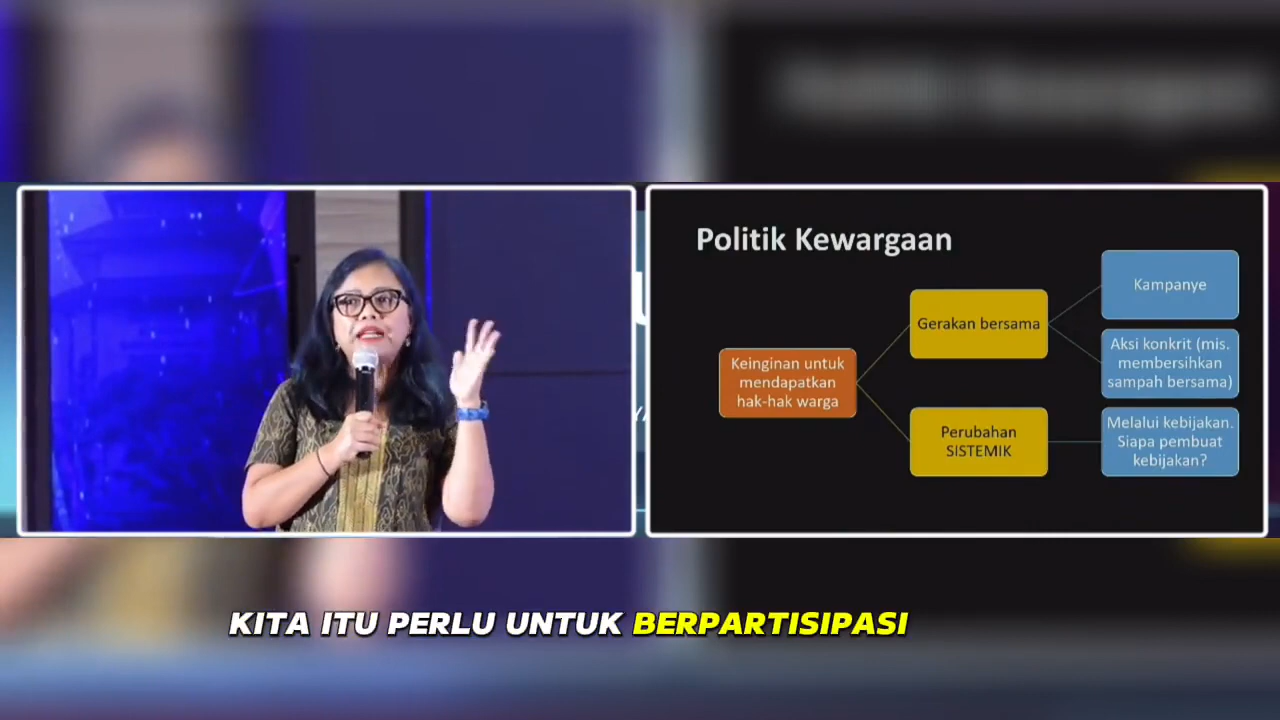 Politik Kewargaan
Keinginan untuk
mendapatkan
hak-hak warga
Gerakan bersama
Perubahan
SISTEMIK
Kampanye
Aksi konkrit (mis.
membersihkan
sampah bersama)
Melalui kebijakan.
Siapa pembuat
kebijakan?
KITA ITU PERLU UNTUK BERPARTISIPASI